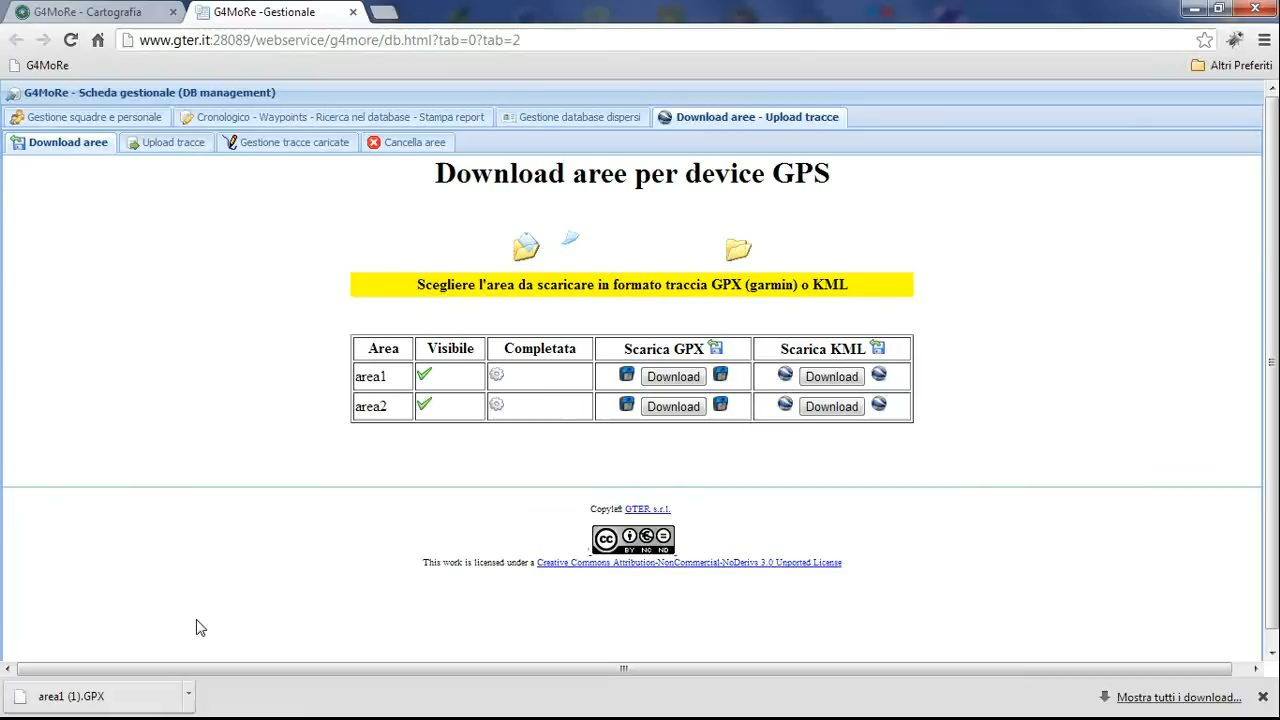 G4MoRe - Cartografia
G4MoRe -Gestionale
www.gter.it:28089/webservice/g4more/db.html?tab=0?tab=2
G4MoRe
Altri Preferiti
G4MoRe - Scheda gestionale (DB management)
Gestione squadre e personale
Cronologico - Waypoints - Ricerca nel database - Stampa report
Gestione database dispersi
Download aree - Upload tracce
Download aree
Upload tracce
Gestione tracce caricate
Cancella aree
Download aree per device GPS
Scegliere l'area da scaricare in formato traccia GPX (garmin) o KML
Area Visibile Completata Scarica GPX Scarica KML
area1 Download Download
area2 Download Download
Copyleft GTER s.r.l.
CC BY NC ND
This work is licensed under a Creative Commons Attribution-NonCommercial-NoDerivs 3.0 Unported License
area1 (1).GPX
Mostra tutti i download...